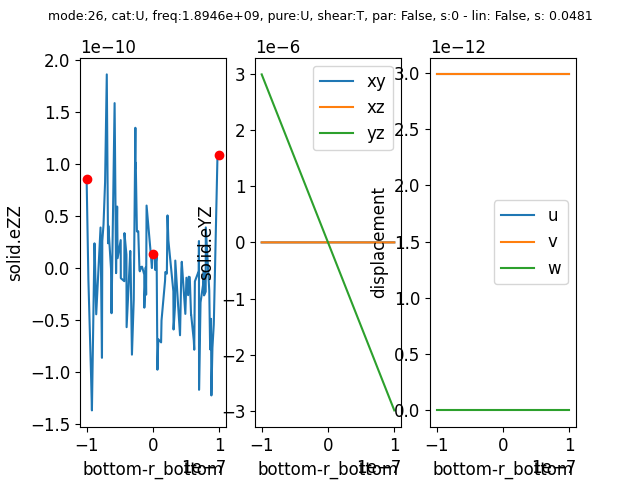 mode:26, cat:U, freq:1.8946e+09, pure:U, shear:T, par: False, s:0 - lin: False, s: 0.0481
1e−10
2.0
1.5
1.0
0.5
0.0
−0.5
−1.0
−1.5
solid.eZZ
−1
0
1
1e−7
bottom-r_bottom
1e−6
3
2
1
0
−1
−2
−3
solid.eYZ
xy
xz
yz
−1
0
1
1e−7
bottom-r_bottom
1e−12
3.0
2.5
2.0
1.5
1.0
0.5
0.0
displacement
u
v
w
−1
0
1
1e−7
bottom-r_bottom